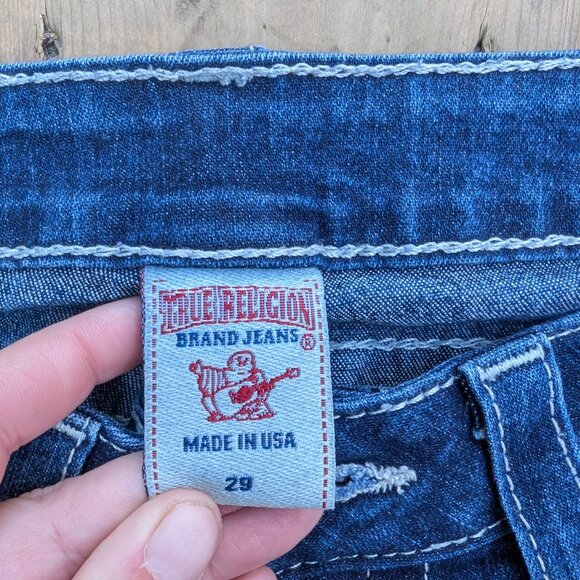 TRUE RELIGION
BRAND JEANS®
MADE IN USA
29